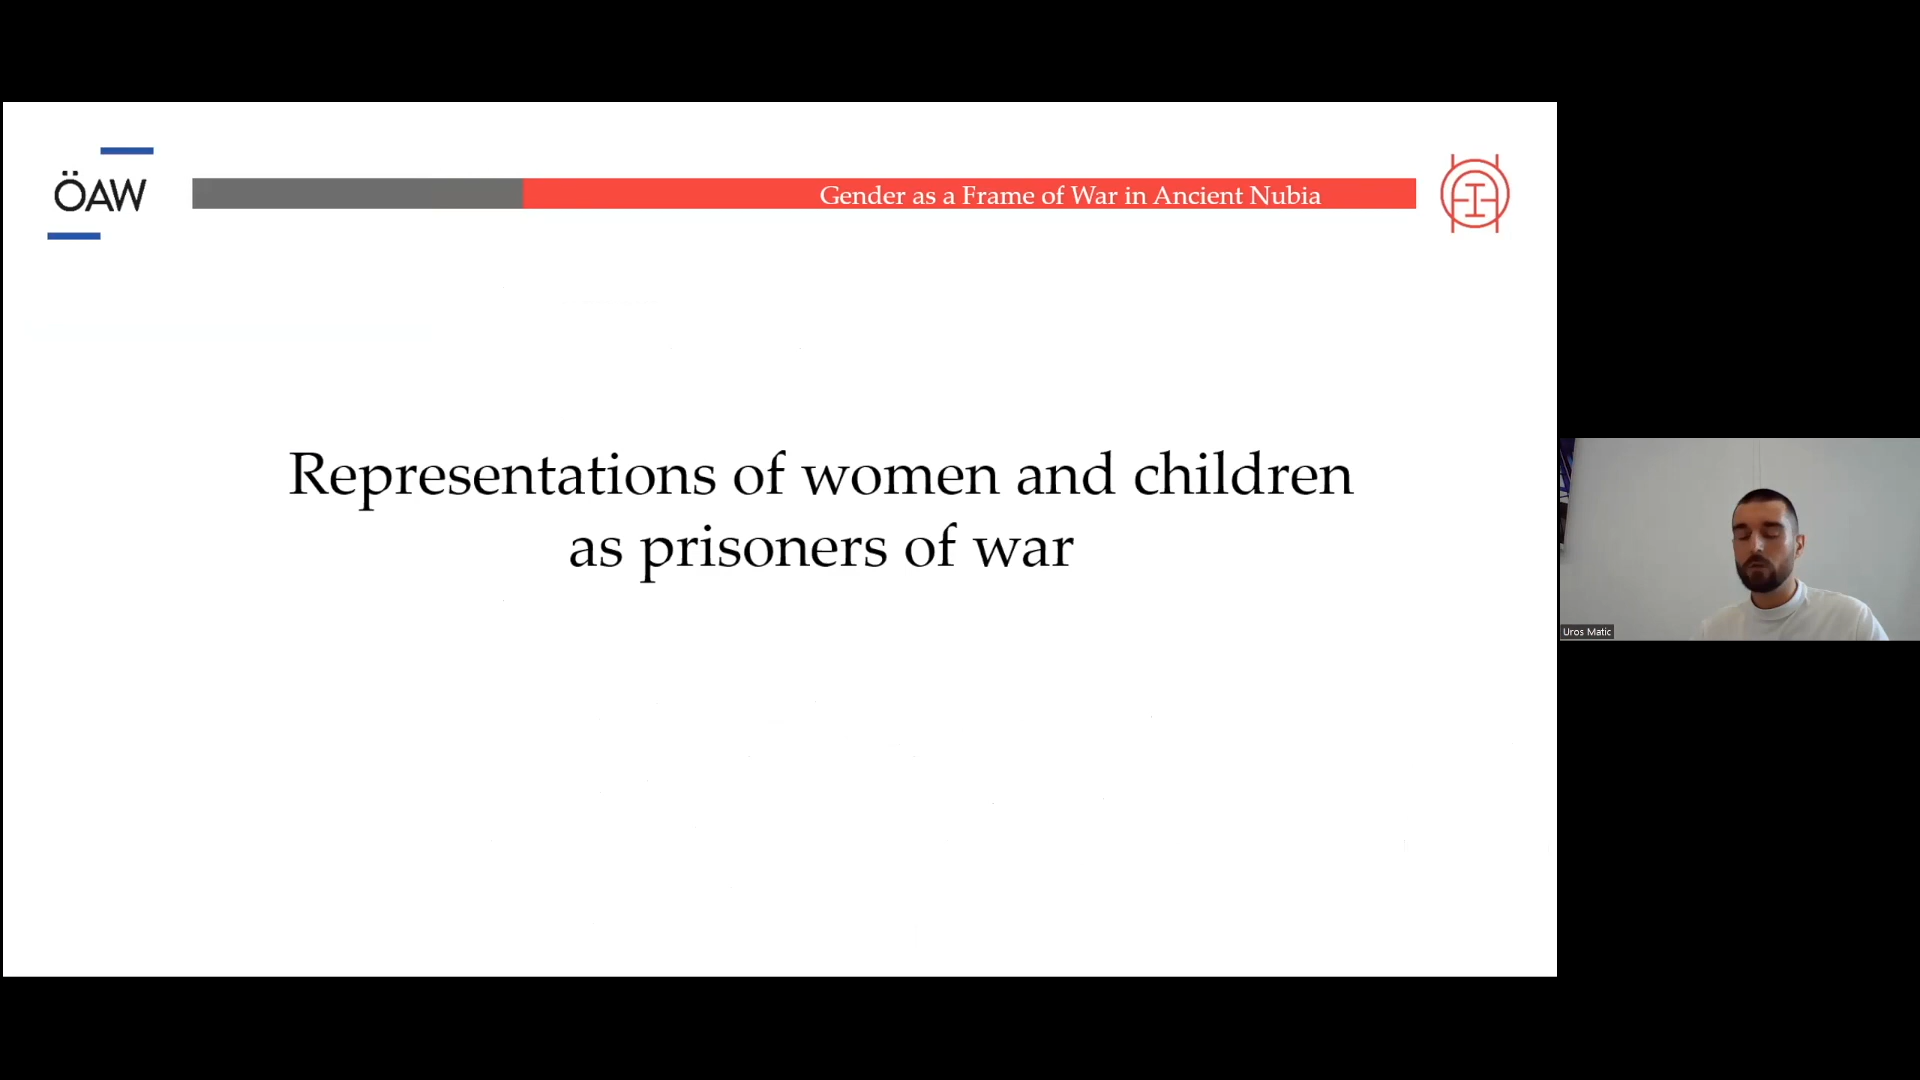 ÖAW
Gender as a Frame of War in Ancient Nubia
Representations of women and children
as prisoners of war
Uros Matic